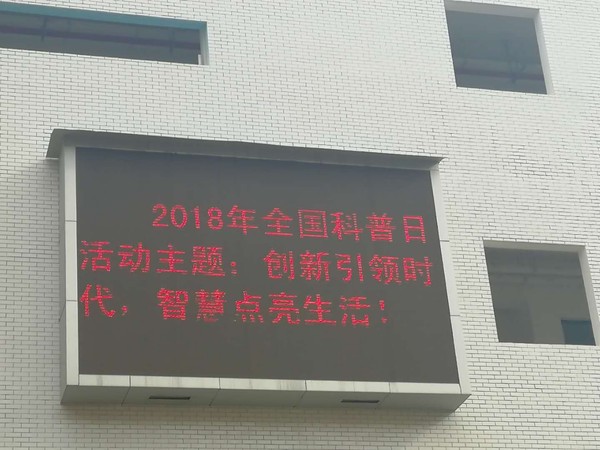 2018年全国科普日
活动主题：创新引领时
代，智慧点亮生活！